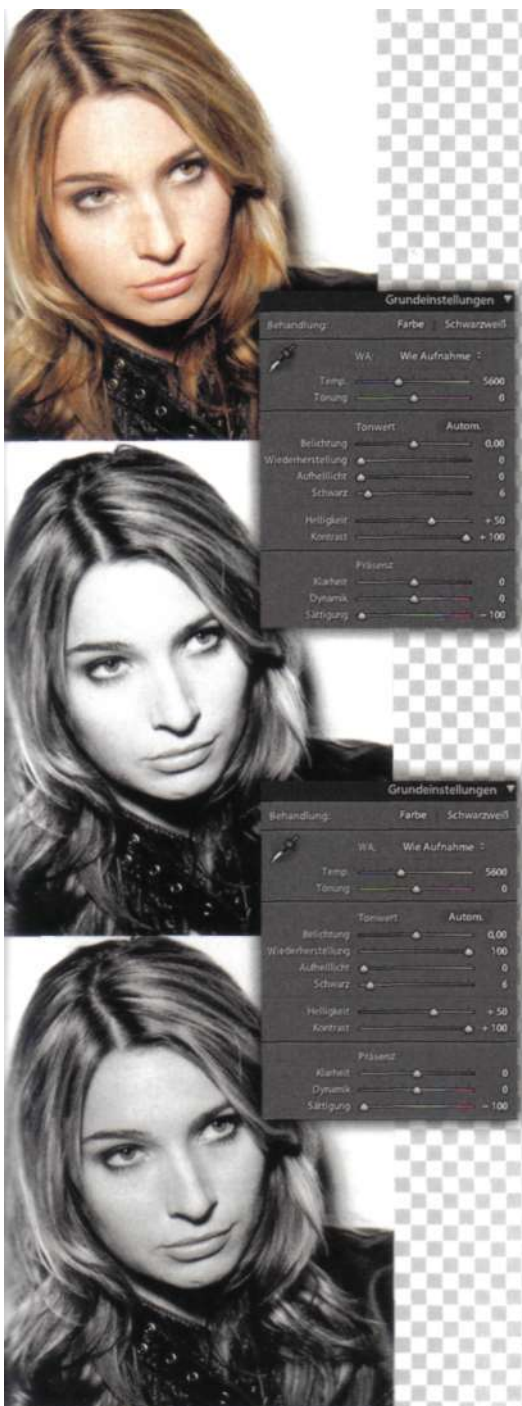 Grundeinstellungen
Behandlung: Farbe Schwarzweiß
WA: Wie Aufnahme
Temp. 5600
Tönung 0
Tonwert Autom.
Belichtung 0,00
Wiederherstellung 0
Aufhelllicht 0
Schwarz 6
Helligkeit + 50
Kontrast + 100
Präsenz
Klarheit 0
Dynamik 0
Sättigung – 100
Grundeinstellungen
Behandlung: Farbe Schwarzweiß
WA: Wie Aufnahme
Temp. 5600
Tönung 0
Tonwert Autom.
Belichtung 0,00
Wiederherstellung 100
Aufhelllicht 0
Schwarz 6
Helligkeit + 50
Kontrast + 100
Präsenz
Klarheit 0
Dynamik 0
Sättigung – 100